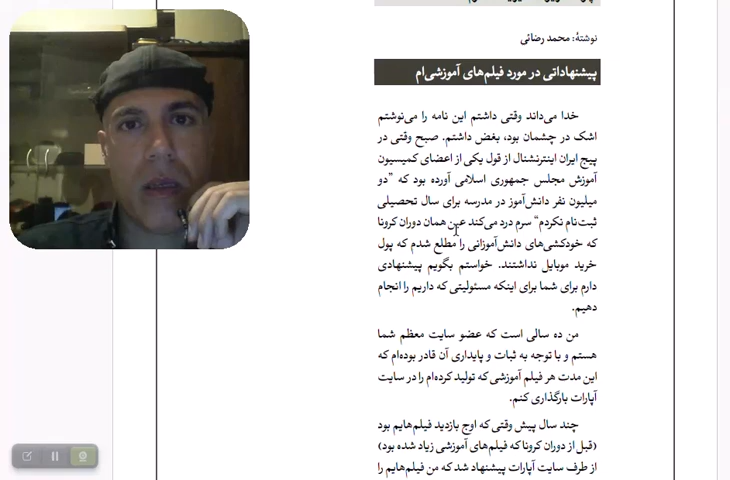 نوشتهٔ: محمد رضائی
پیشنهاداتی در مورد فیلم‌های آموزشی‌ام
خدا می‌داند وقتی داشتم این نامه را می‌نوشتم
اشک در چشمان بود، بغض داشتم. صبح وقتی در
پیج ایران اینترنشنال از قول یکی از اعضای کمیسیون
آموزش مجلس جمهوری اسلامی آورده بود که "دو
میلیون نفر دانش‌آموز در مدرسه برای سال تحصیلی
ثبت‌نام نکردم" سرم درد می‌کند عین همان دوران کرونا
که خودکشی‌های دانش‌آموزانی را مطلع شدم که پول
خرید موبایل نداشتند. خواستم بگویم پیشنهادی
دارم برای شما برای اینکه مسئولیتی که داریم را انجام
دهیم.
من ده سالی است که عضو سایت معظم شما
هستم و با توجه به ثبات و پایداری آن قادر بوده‌ام که
این مدت هر فیلم آموزشی که تولید کرده‌ام را در سایت
آپارات بارگذاری کنم.
چند سال پیش وقتی که اوج بازدید فیلم‌هایم بود
(قبل از دوران کرونا که فیلم‌های آموزشی زیاد شده بود)
از طرف سایت آپارات پیشنهاد شد که من فیلم‌هایم را